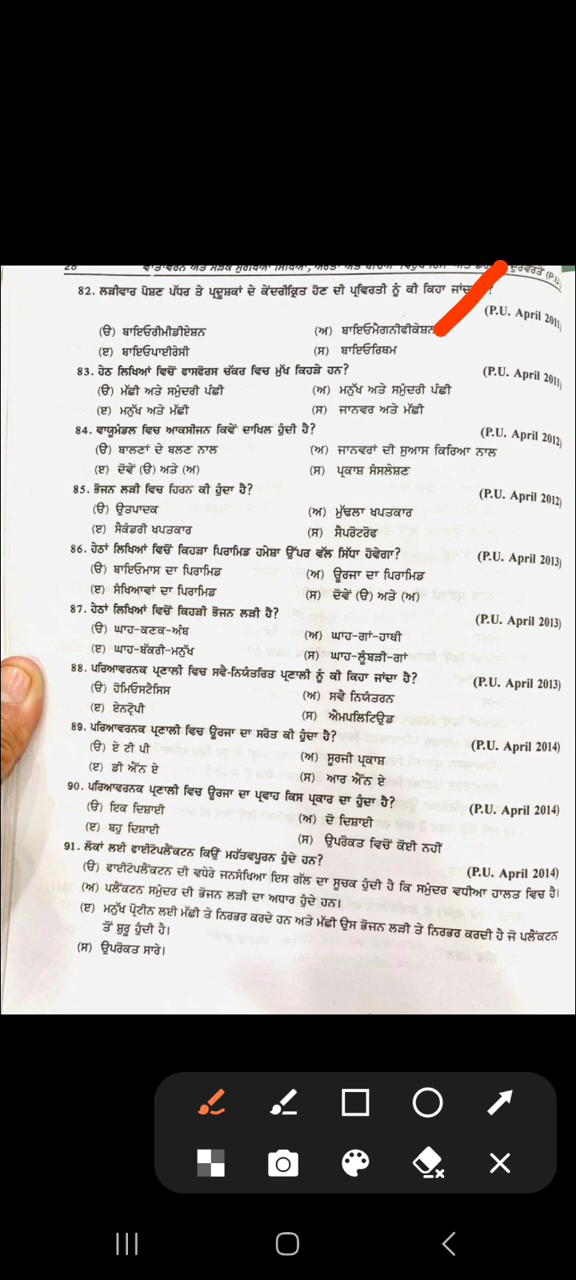 28
82. ਲੜੀਵਾਰ ਪੋਸ਼ਣ ਪੱਧਰ ਤੇ ਪ੍ਰਦੂਸ਼ਕਾਂ ਦੇ ਕੇਂਦਰੀਕ੍ਰਿਤ ਹੋਣ ਦੀ ਪ੍ਰਵਿਰਤੀ ਨੂੰ ਕੀ ਕਿਹਾ ਜਾਂਦਾ ?
(P.U. April 2011)
(ੳ) ਬਾਇਓਰੀਮੀਡੀਏਸ਼ਨ (ਅ) ਬਾਇਓਮੈਗਨੀਫੀਕੇਸ਼ਨ
(ੲ) ਬਾਇਓਪਾਈਰੇਸੀ (ਸ) ਬਾਇਓਰਿਥਮ
83. ਹੇਠ ਲਿਖਿਆਂ ਵਿਚੋਂ ਫਾਸਫੋਰਸ ਚੱਕਰ ਵਿਚ ਮੁੱਖ ਕਿਹੜੇ ਹਨ? (P.U. April 2011)
(ੳ) ਮੱਛੀ ਅਤੇ ਸਮੁੰਦਰੀ ਪੰਛੀ (ਅ) ਮਨੁੱਖ ਅਤੇ ਸਮੁੰਦਰੀ ਪੰਛੀ
(ੲ) ਮਨੁੱਖ ਅਤੇ ਮੱਛੀ (ਸ) ਜਾਨਵਰ ਅਤੇ ਮੱਛੀ
84. ਵਾਯੂਮੰਡਲ ਵਿਚ ਆਕਸੀਜਨ ਕਿਵੇਂ ਦਾਖਿਲ ਹੁੰਦੀ ਹੈ? (P.U. April 2012)
(ੳ) ਬਾਲਣਾਂ ਦੇ ਬਲਣ ਨਾਲ (ਅ) ਜਾਨਵਰਾਂ ਦੀ ਸੁਆਸ ਕਿਰਿਆ ਨਾਲ
(ੲ) ਦੋਵੇਂ (ੳ) ਅਤੇ (ਅ) (ਸ) ਪ੍ਰਕਾਸ਼ ਸੰਸਲੇਸ਼ਣ
85. ਭੋਜਨ ਲੜੀ ਵਿਚ ਹਿਰਨ ਕੀ ਹੁੰਦਾ ਹੈ? (P.U. April 2012)
(ੳ) ਉਤਪਾਦਕ (ਅ) ਮੁੱਢਲਾ ਖਪਤਕਾਰ
(ੲ) ਸੈਕੰਡਰੀ ਖਪਤਕਾਰ (ਸ) ਸੈਪਰੋਟਰੋਫ
86. ਹੇਠਾਂ ਲਿਖਿਆਂ ਵਿਚੋਂ ਕਿਹੜਾ ਪਿਰਾਮਿਡ ਹਮੇਸ਼ਾ ਉੱਪਰ ਵੱਲ ਸਿੱਧਾ ਹੋਵੇਗਾ? (P.U. April 2013)
(ੳ) ਬਾਇਓਮਾਸ ਦਾ ਪਿਰਾਮਿਡ (ਅ) ਊਰਜਾ ਦਾ ਪਿਰਾਮਿਡ
(ੲ) ਸੰਖਿਆਵਾਂ ਦਾ ਪਿਰਾਮਿਡ (ਸ) ਦੋਵੇਂ (ੳ) ਅਤੇ (ਅ)
87. ਹੇਠਾਂ ਲਿਖਿਆਂ ਵਿਚੋਂ ਕਿਹੜੀ ਭੋਜਨ ਲੜੀ ਹੈ? (P.U. April 2013)
(ੳ) ਘਾਹ-ਕਣਕ-ਅੰਬ (ਅ) ਘਾਹ-ਗਾਂ-ਹਾਥੀ
(ੲ) ਘਾਹ-ਬੱਕਰੀ-ਮਨੁੱਖ (ਸ) ਘਾਹ-ਲੂੰਬੜੀ-ਗਾਂ
88. ਪਰਿਆਵਰਨਕ ਪ੍ਰਣਾਲੀ ਵਿਚ ਸਵੈ-ਨਿਯੰਤਰਿਤ ਪ੍ਰਣਾਲੀ ਨੂੰ ਕੀ ਕਿਹਾ ਜਾਂਦਾ ਹੈ? (P.U. April 2013)
(ੳ) ਹੋਮਿਓਸਟੈਸਿਸ (ਅ) ਸਵੈ ਨਿਯੰਤਰਨ
(ੲ) ਏਨਟ੍ਰੌਪੀ (ਸ) ਐਮਪਲਿਟਿਊਡ
89. ਪਰਿਆਵਰਨਕ ਪ੍ਰਣਾਲੀ ਵਿਚ ਊਰਜਾ ਦਾ ਸਰੋਤ ਕੀ ਹੁੰਦਾ ਹੈ? (P.U. April 2014)
(ੳ) ਏ ਟੀ ਪੀ (ਅ) ਸੂਰਜੀ ਪ੍ਰਕਾਸ਼
(ੲ) ਡੀ ਐੱਨ ਏ (ਸ) ਆਰ ਐੱਨ ਏ
90. ਪਰਿਆਵਰਨਕ ਪ੍ਰਣਾਲੀ ਵਿਚ ਊਰਜਾ ਦਾ ਪ੍ਰਵਾਹ ਕਿਸ ਪ੍ਰਕਾਰ ਦਾ ਹੁੰਦਾ ਹੈ? (P.U. April 2014)
(ੳ) ਇਕ ਦਿਸ਼ਾਈ (ਅ) ਦੋ ਦਿਸ਼ਾਈ
(ੲ) ਬਹੁ ਦਿਸ਼ਾਈ (ਸ) ਉਪਰੋਕਤ ਵਿਚੋਂ ਕੋਈ ਨਹੀਂ
91. ਲੋਕਾਂ ਲਈ ਫਾਈਟੋਪਲੈਂਕਟਨ ਕਿਉਂ ਮਹੱਤਵਪੂਰਨ ਹੁੰਦੇ ਹਨ? (P.U. April 2014)
(ੳ) ਫਾਈਟੋਪਲੈਂਕਟਨ ਦੀ ਵਧੇਰੇ ਜਨਸੰਖਿਆ ਇਸ ਗੱਲ ਦਾ ਸੂਚਕ ਹੁੰਦੀ ਹੈ ਕਿ ਸਮੁੰਦਰ ਵਧੀਆ ਹਾਲਤ ਵਿਚ ਹੈ।
(ਅ) ਪਲੈਂਕਟਨ ਸਮੁੰਦਰ ਦੀ ਭੋਜਨ ਲੜੀ ਦਾ ਅਧਾਰ ਹੁੰਦੇ ਹਨ।
(ੲ) ਮਨੁੱਖ ਪ੍ਰੋਟੀਨ ਲਈ ਮੱਛੀ ਤੇ ਨਿਰਭਰ ਕਰਦੇ ਹਨ ਅਤੇ ਮੱਛੀ ਉਸ ਭੋਜਨ ਲੜੀ ਤੇ ਨਿਰਭਰ ਕਰਦੀ ਹੈ ਜੋ ਪਲੈਂਕਟਨ
ਤੋਂ ਸ਼ੁਰੂ ਹੁੰਦੀ ਹੈ।
(ਸ) ਉਪਰੋਕਤ ਸਾਰੇ।